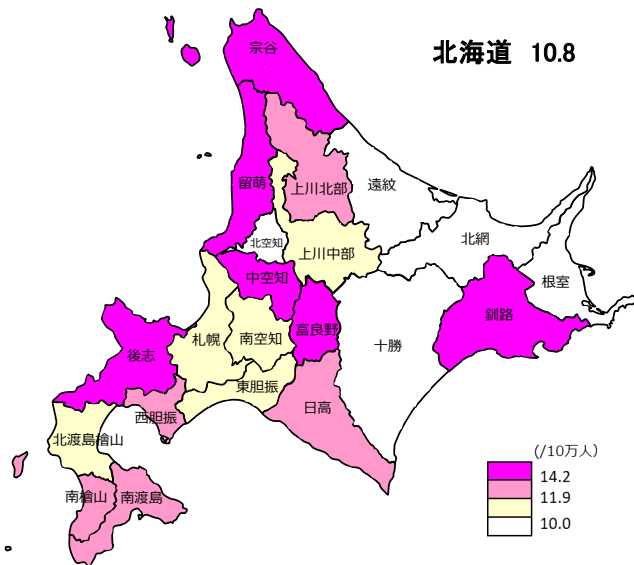 北海道 10.8
宗谷
留萌
上川北部
遠紋
北空知
上川中部
北網
中空知
根室
釧路
富良野
札幌
南空知
十勝
後志
東胆振
日高
西胆振
北渡島檜山
南檜山
南渡島
(/10万人)
14.2
11.9
10.0